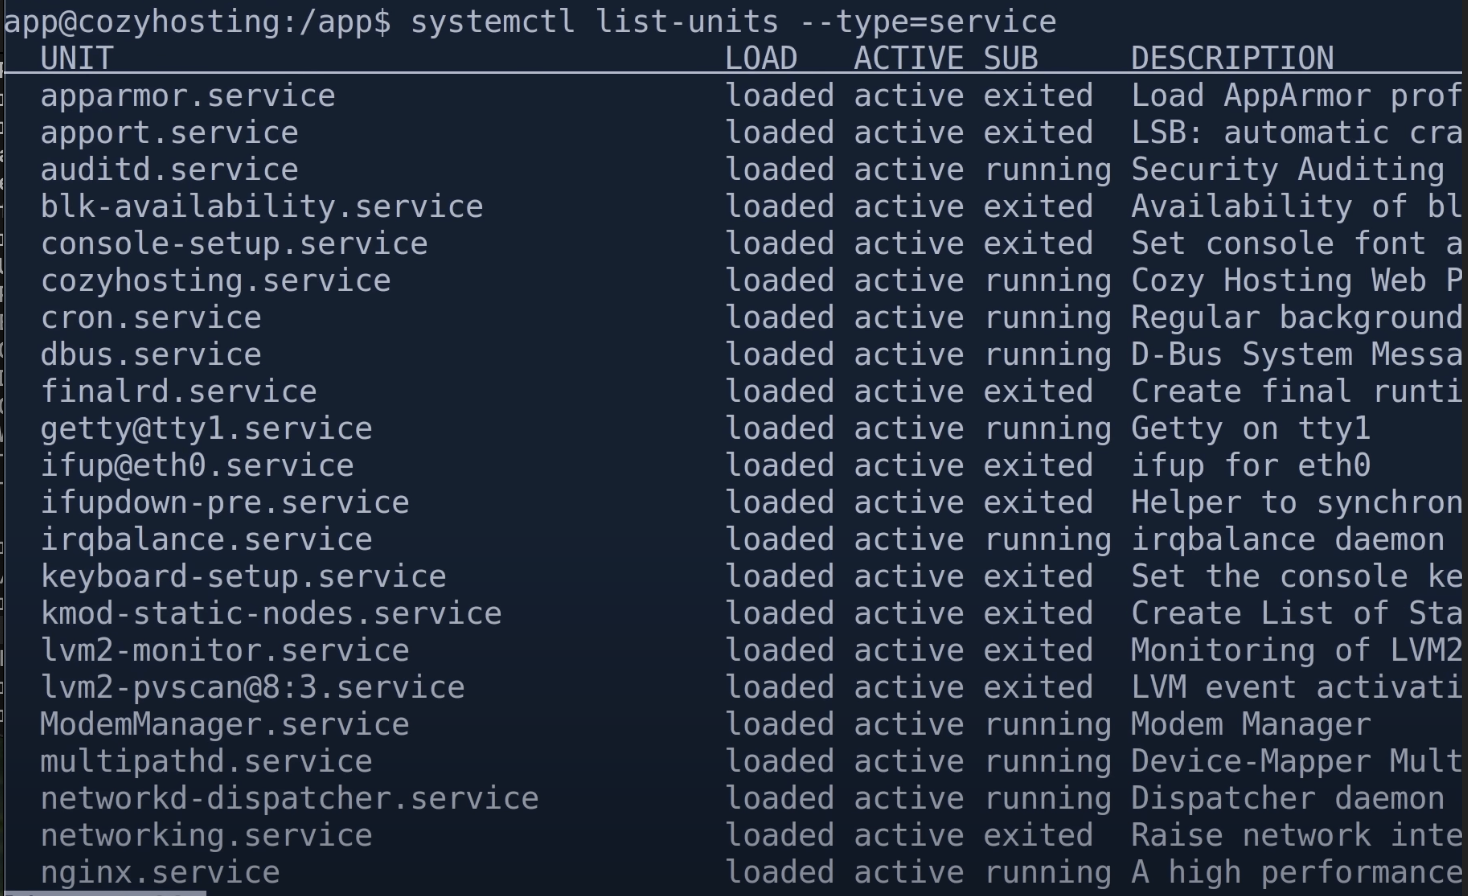 app@cozyhosting:/app$ systemctl list-units --type=service
UNIT LOAD ACTIVE SUB DESCRIPTION
apparmor.service loaded active exited Load AppArmor prof
apport.service loaded active exited LSB: automatic cra
auditd.service loaded active running Security Auditing
blk-availability.service loaded active exited Availability of bl
console-setup.service loaded active exited Set console font a
cozyhosting.service loaded active running Cozy Hosting Web P
cron.service loaded active running Regular background
dbus.service loaded active running D-Bus System Messa
finalrd.service loaded active exited Create final runti
getty@tty1.service loaded active running Getty on tty1
ifup@eth0.service loaded active exited ifup for eth0
ifupdown-pre.service loaded active exited Helper to synchron
irqbalance.service loaded active running irqbalance daemon
keyboard-setup.service loaded active exited Set the console ke
kmod-static-nodes.service loaded active exited Create List of Sta
lvm2-monitor.service loaded active exited Monitoring of LVM2
lvm2-pvscan@8:3.service loaded active exited LVM event activati
ModemManager.service loaded active running Modem Manager
multipathd.service loaded active running Device-Mapper Mult
networkd-dispatcher.service loaded active running Dispatcher daemon
networking.service loaded active exited Raise network inte
nginx.service loaded active running A high performance